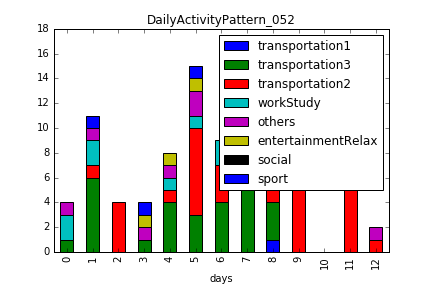 DailyActivityPattern_052
18
16
14
12
10
8
6
4
2
0
transportation1
transportation3
transportation2
workStudy
others
entertainmentRelax
social
sport
0 1 2 3 4 5 6 7 8 9 10 11 12
days